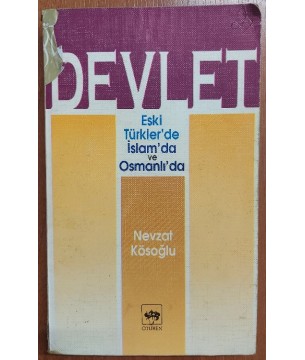 DEVLET
Eski
Türkler'de
İslam'da
ve
Osmanlı'da
Nevzat
Kösoğlu
ÖTÜKEN